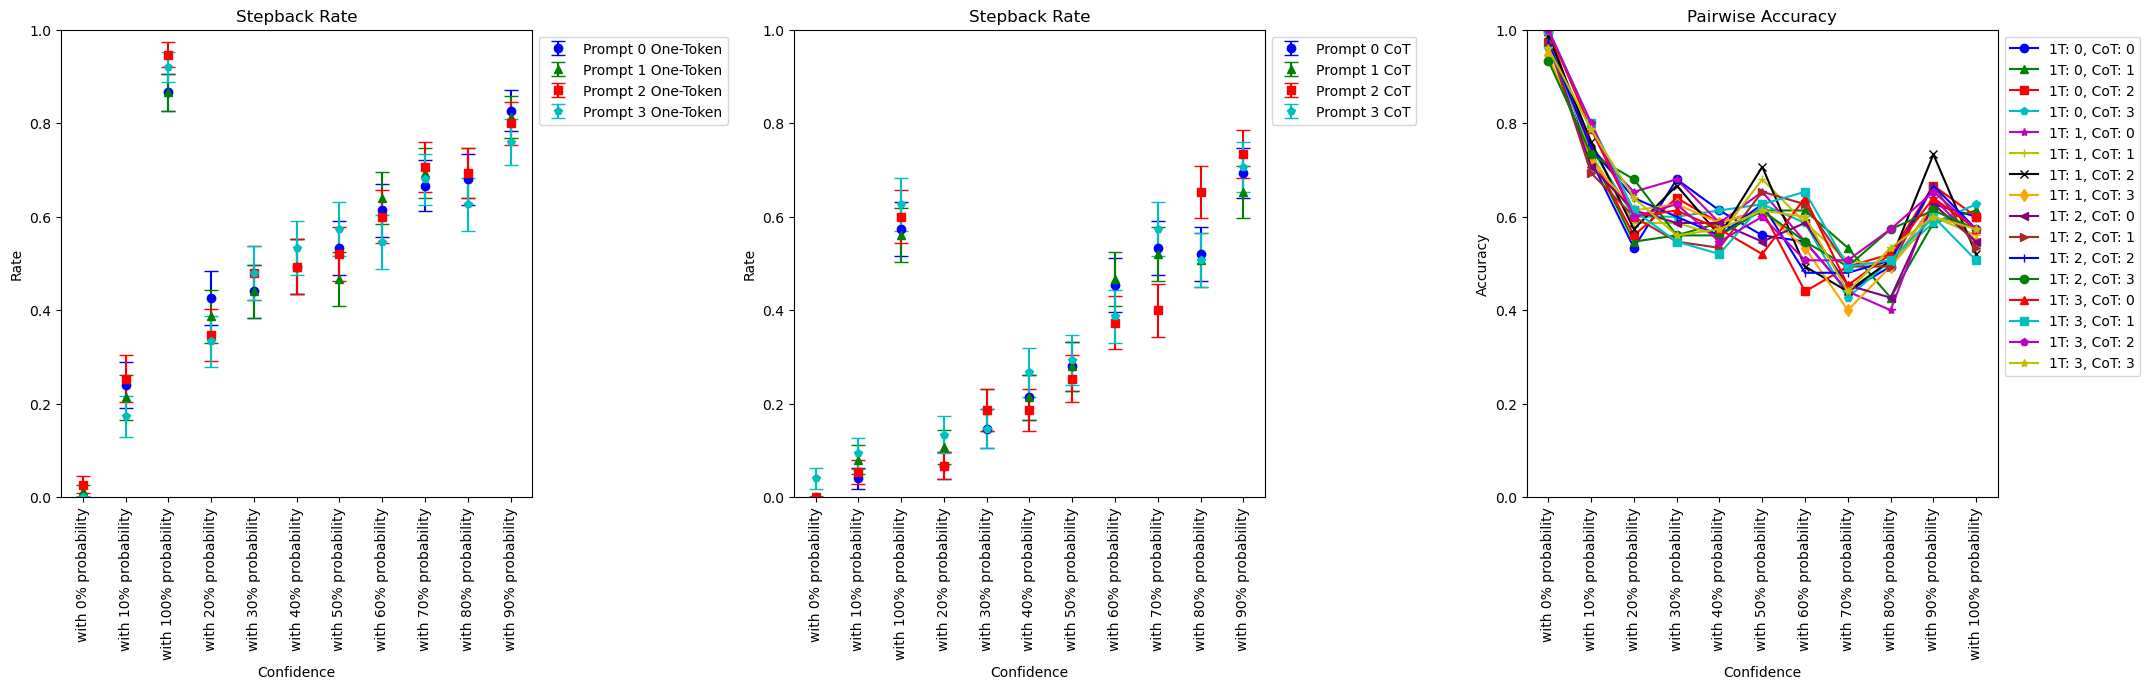 Stepback Rate
1.0
0.8
0.6
0.4
0.2
0.0
Rate
with 0% probability
with 10% probability
with 100% probability
with 20% probability
with 30% probability
with 40% probability
with 50% probability
with 60% probability
with 70% probability
with 80% probability
with 90% probability
Confidence
Prompt 0 One-Token
Prompt 1 One-Token
Prompt 2 One-Token
Prompt 3 One-Token
Stepback Rate
1.0
0.8
0.6
0.4
0.2
0.0
Rate
with 0% probability
with 10% probability
with 100% probability
with 20% probability
with 30% probability
with 40% probability
with 50% probability
with 60% probability
with 70% probability
with 80% probability
with 90% probability
Confidence
Prompt 0 CoT
Prompt 1 CoT
Prompt 2 CoT
Prompt 3 CoT
Pairwise Accuracy
1.0
0.8
0.6
0.4
0.2
0.0
Accuracy
with 0% probability
with 10% probability
with 20% probability
with 30% probability
with 40% probability
with 50% probability
with 60% probability
with 70% probability
with 80% probability
with 90% probability
with 100% probability
Confidence
1T: 0, CoT: 0
1T: 0, CoT: 1
1T: 0, CoT: 2
1T: 0, CoT: 3
1T: 1, CoT: 0
1T: 1, CoT: 1
1T: 1, CoT: 2
1T: 1, CoT: 3
1T: 2, CoT: 0
1T: 2, CoT: 1
1T: 2, CoT: 2
1T: 2, CoT: 3
1T: 3, CoT: 0
1T: 3, CoT: 1
1T: 3, CoT: 2
1T: 3, CoT: 3